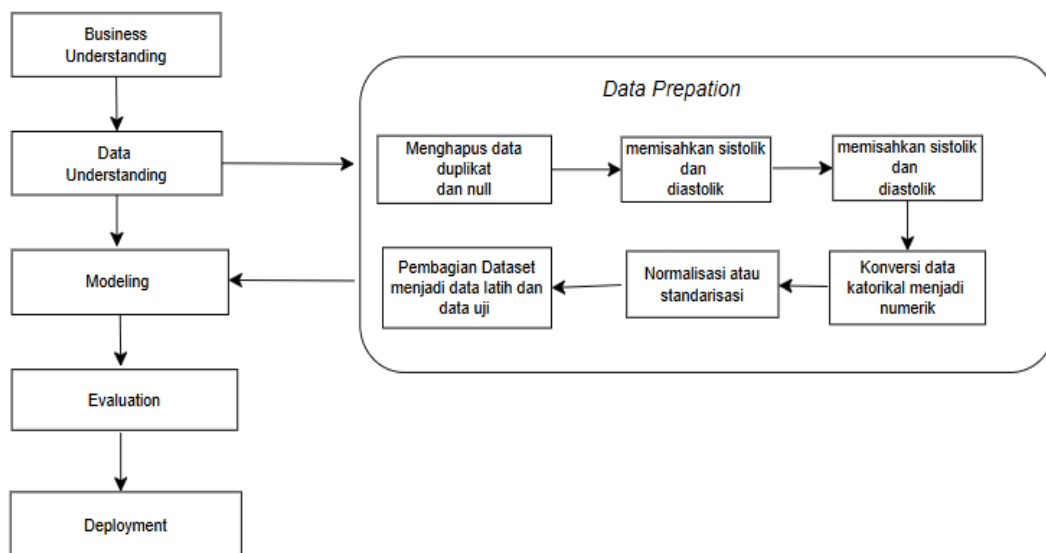 Business
Understanding
Data Prepation
Data
Understanding
Menghapus data
duplikat
dan null
memisahkan sistolik
dan
diastolik
memisahkan sistolik
dan
diastolik
Modeling
Pembagian Dataset
menjadi data latih dan
data uji
Normalisasi atau
standarisasi
Konversi data
katorikal menjadi
numerik
Evaluation
Deployment